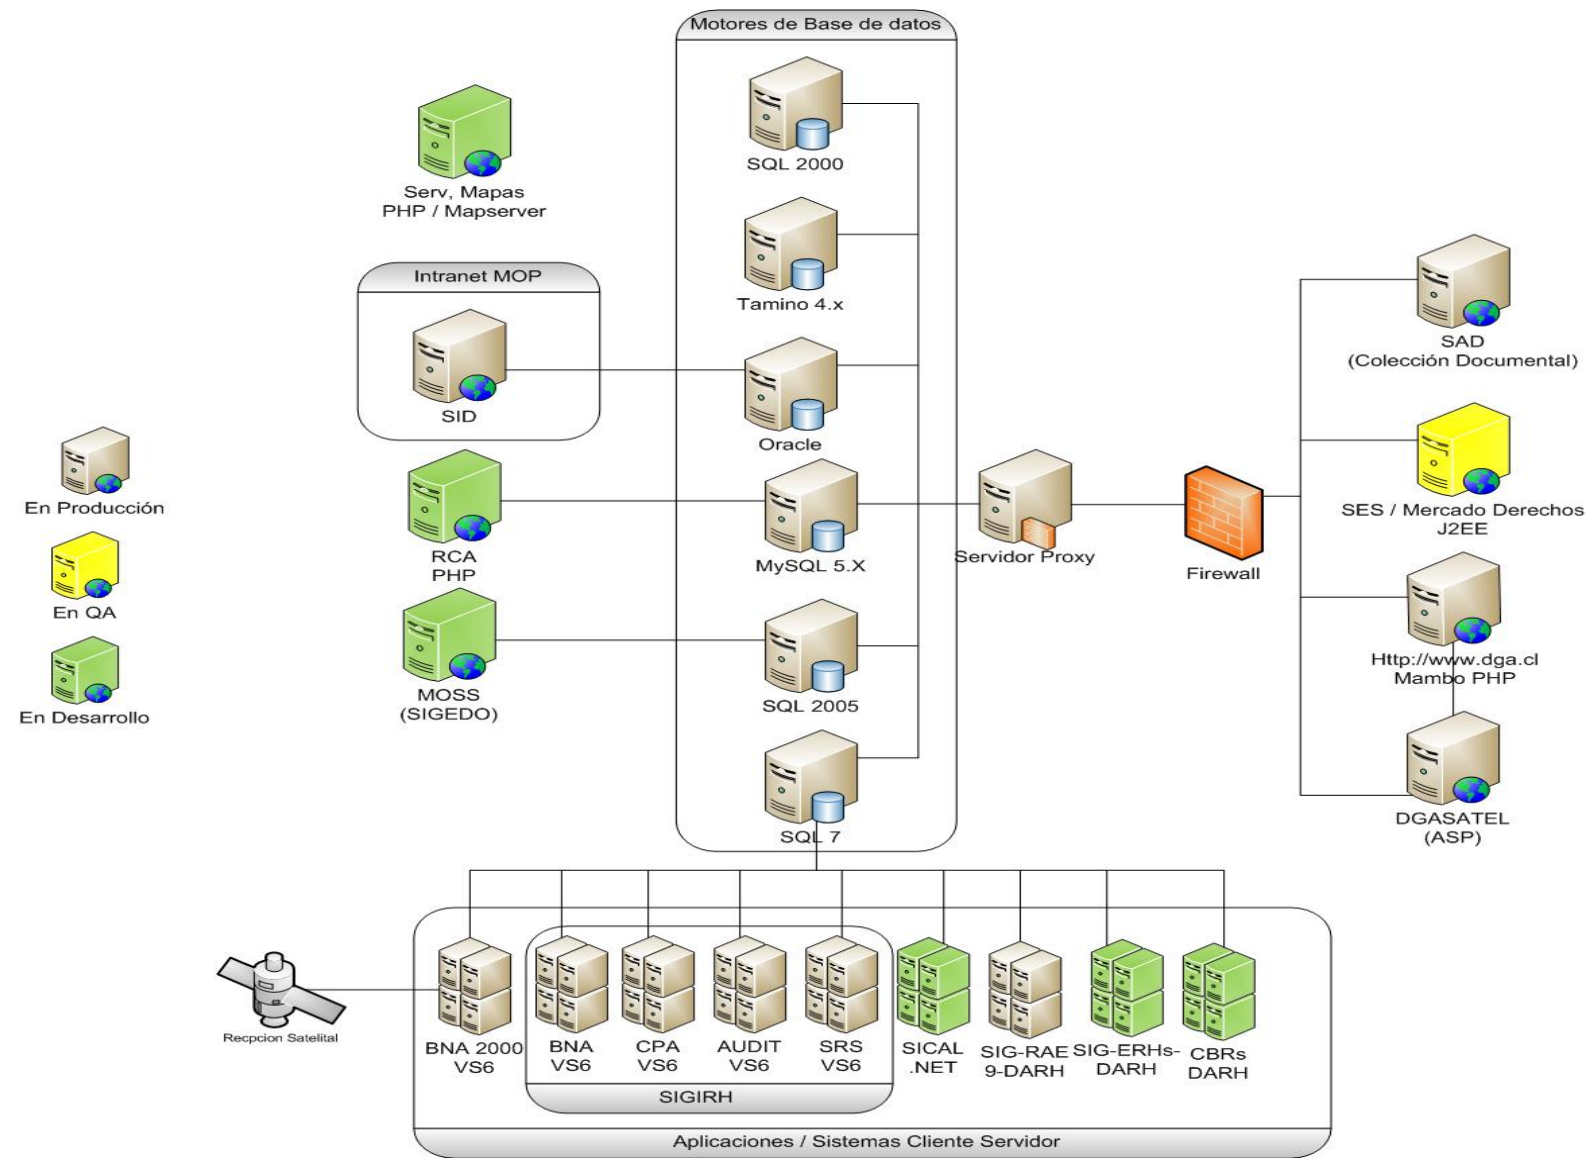 Motores de Base de datos
SQL 2000
Tamino 4.x
Oracle
MySQL 5.X
SQL 2005
SQL 7
Serv, Mapas
PHP / Mapserver
Intranet MOP
SID
RCA
PHP
MOSS
(SIGEDO)
En Producción
En QA
En Desarrollo
Servidor Proxy
Firewall
SAD
(Colección Documental)
SES / Mercado Derechos
J2EE
Http://www.dga.cl
Mambo PHP
DGASATEL
(ASP)
Recpcion Satelital
BNA 2000
VS6
BNA
VS6
CPA
VS6
AUDIT
VS6
SRS
VS6
SICAL
.NET
SIG-RAE
9-DARH
SIG-ERHs-
DARH
CBRs
DARH
SIGIRH
Aplicaciones / Sistemas Cliente Servidor